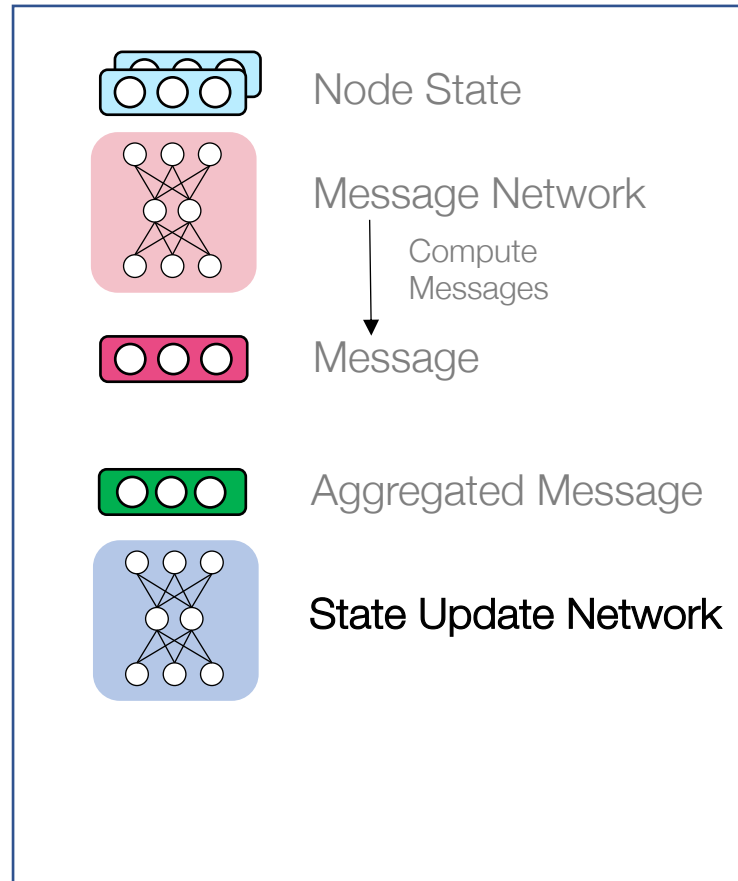 Node State
Message Network
Compute
Messages
Message
Aggregated Message
State Update Network